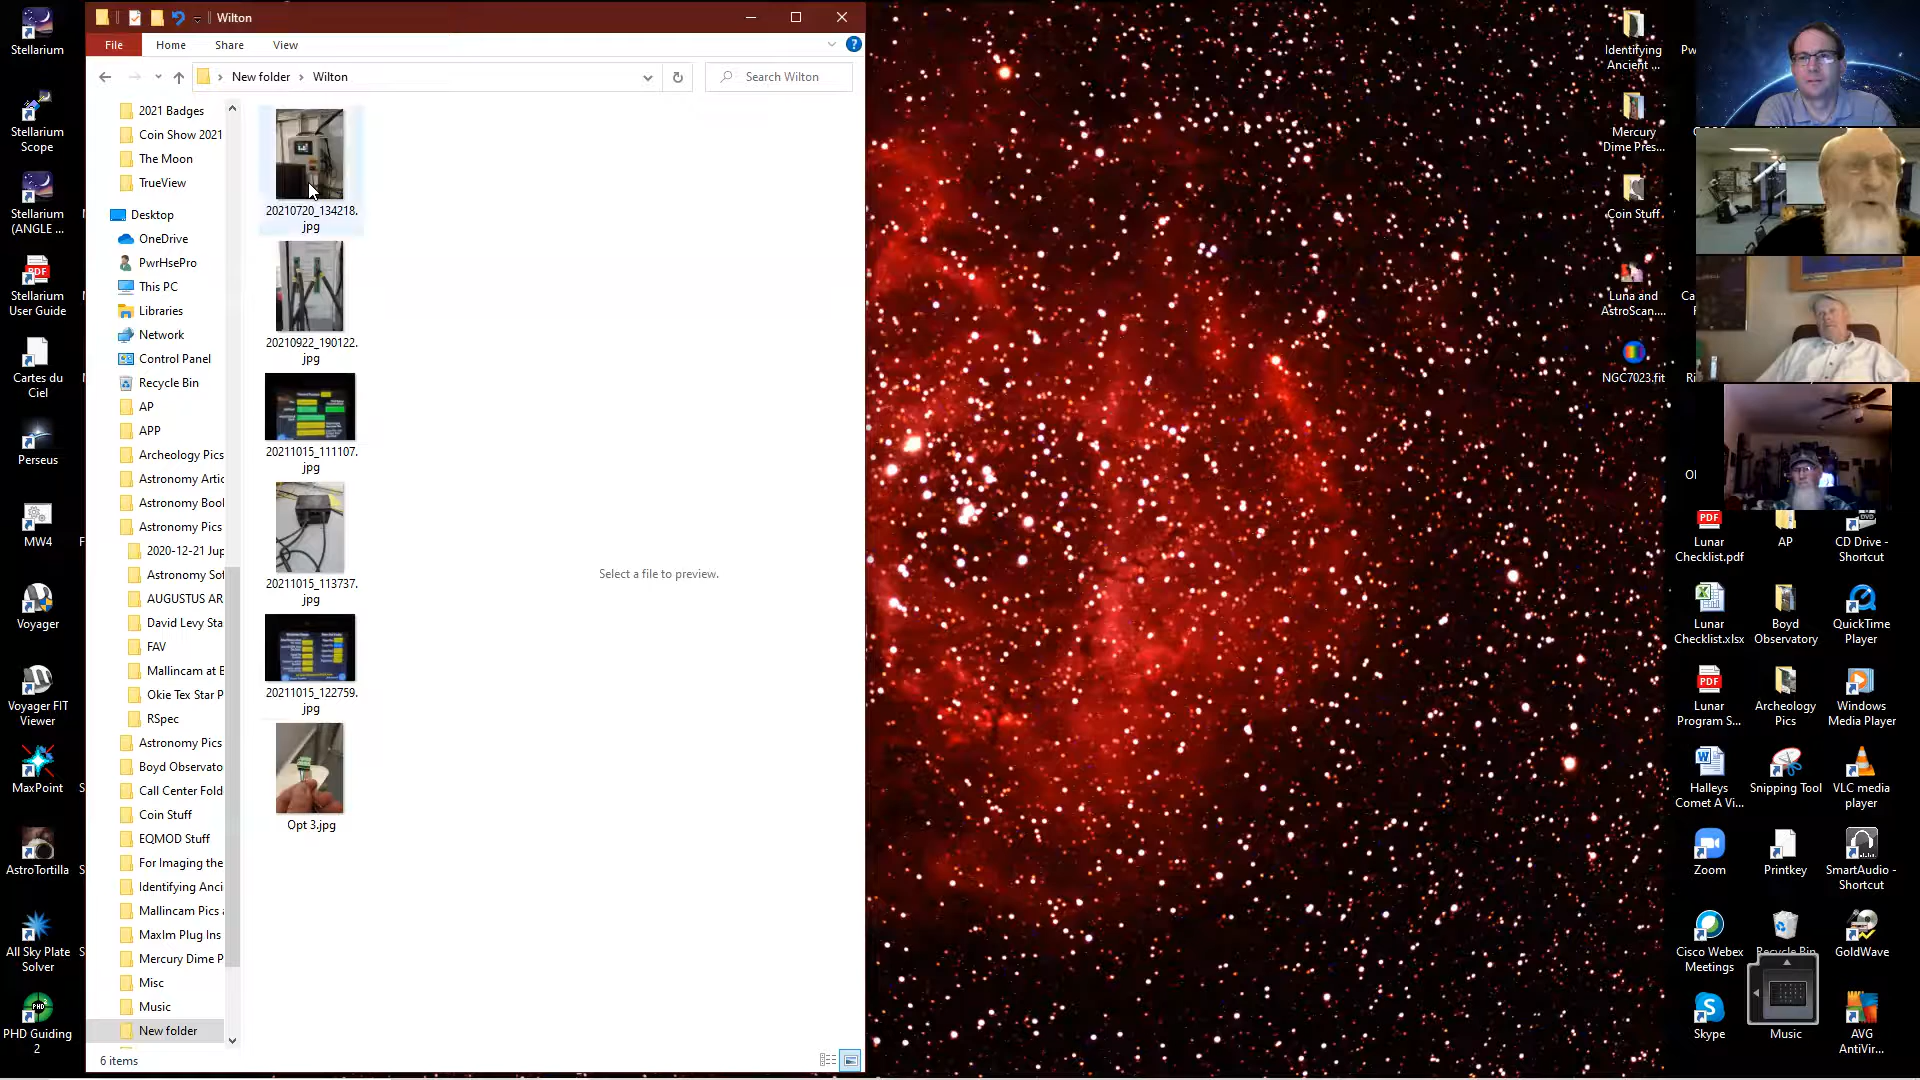 Stellarium
Stellarium
Scope
Stellarium
(ANGLE ...
Stellarium
User Guide
Cartes du
Ciel
Perseus
MW4
Voyager
Voyager FIT
Viewer
MaxPoint
AstroTortilla
All Sky Plate
Solver
PHD Guiding
2
Wilton
File
Home
Share
View
New folder
Wilton
Search Wilton
2021 Badges
Coin Show 2021
The Moon
TrueView
Desktop
OneDrive
PwrHsePro
This PC
Libraries
Network
Control Panel
Recycle Bin
AP
APP
Archeology Pics
Astronomy Artic
Astronomy Bool
Astronomy Pics
2020-12-21 Jup
Astronomy Sof
AUGUSTUS AR
David Levy Sta
FAV
Mallincam at E
Okie Tex Star P
RSpec
Astronomy Pics
Boyd Observato
Call Center Fold
Coin Stuff
EQMOD Stuff
For Imaging the
Identifying Anci
Mallincam Pics a
MaxIm Plug Ins
Mercury Dime P
Misc
Music
New folder
6 items
20210720_134218.
jpg
20210922_190122.
jpg
20211015_111107.
jpg
20211015_113737.
jpg
20211015_122759.
jpg
Opt 3.jpg
Select a file to preview.
Identifying
Ancient ...
Pw
Mercury
Dime Pres...
Coin Stuff
Luna and
AstroScan....
Ca
NGC7023.fit
Ri
Ol
PDF
Lunar
Checklist.pdf
AP
CD Drive -
Shortcut
Lunar
Checklist.xlsx
Boyd
Observatory
QuickTime
Player
PDF
Lunar
Program S...
Archeology
Pics
Windows
Media Player
Halleys
Comet A Vi...
Snipping Tool
VLC media
player
Zoom
Printkey
SmartAudio -
Shortcut
Cisco Webex
Meetings
Recycle Bin
GoldWave
Skype
Music
AVG
AntiVir...